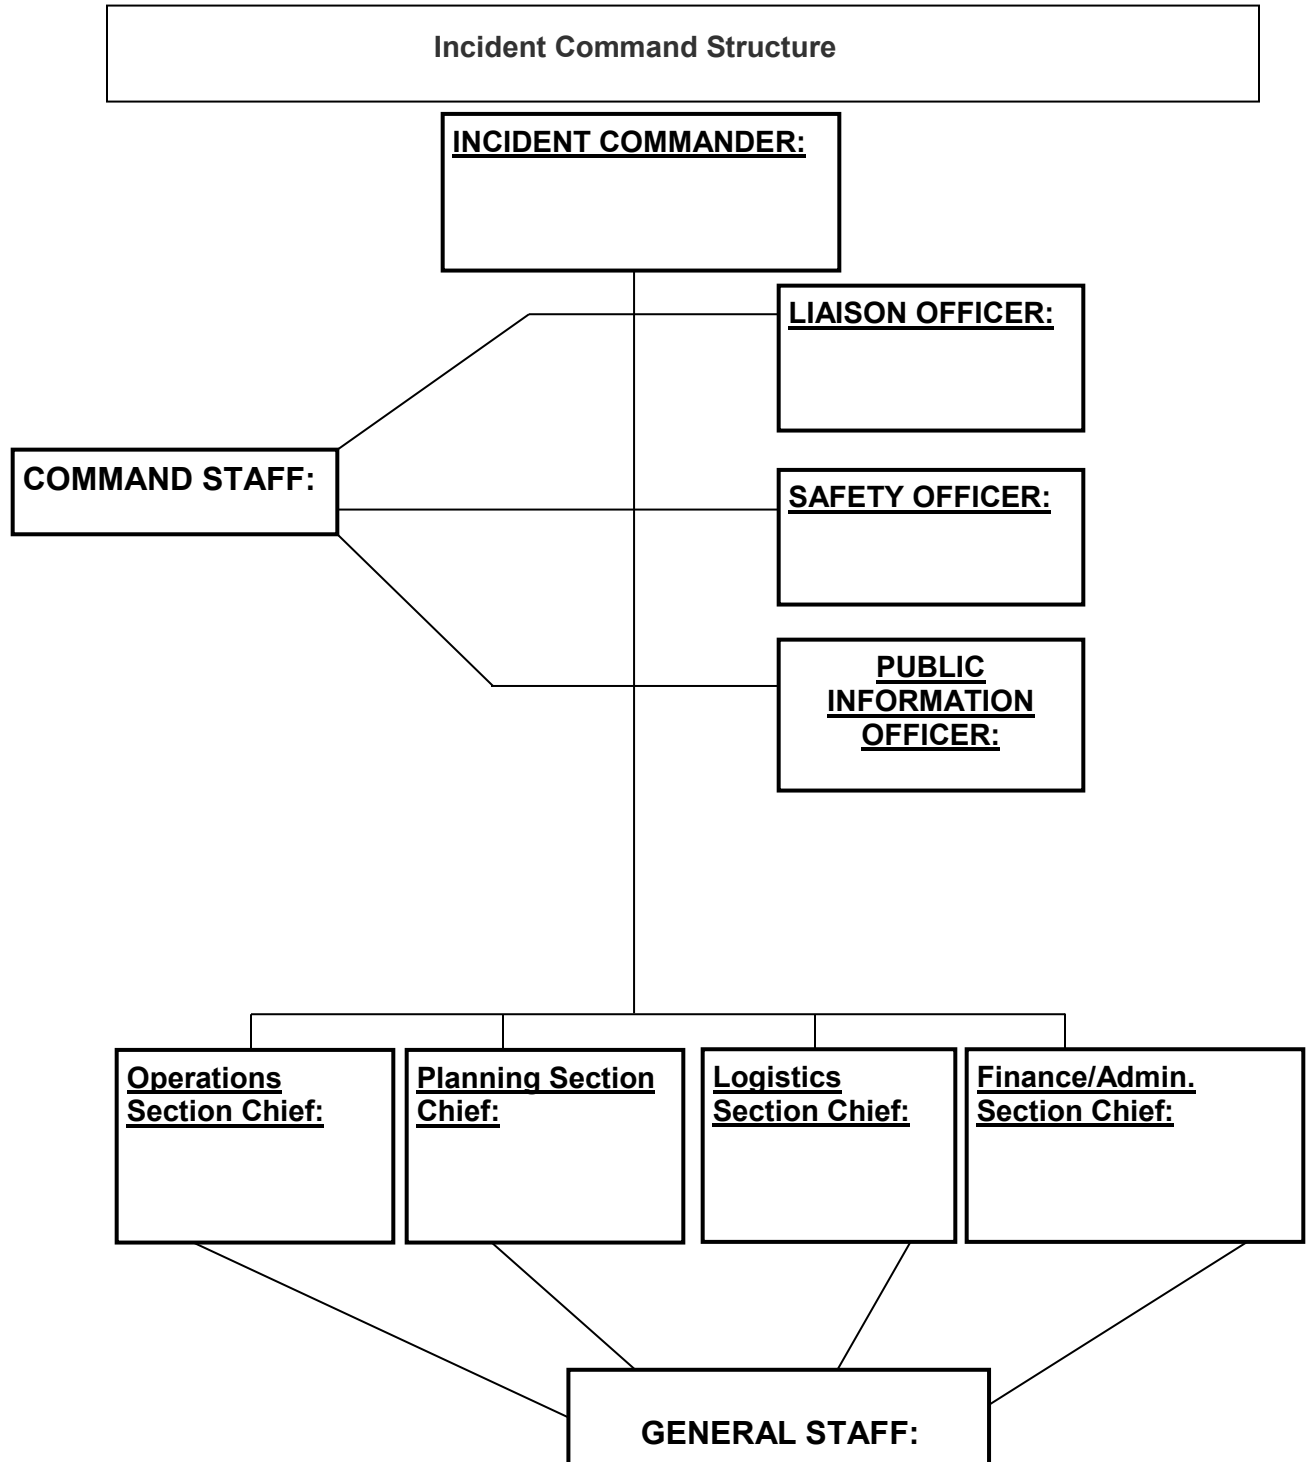 Incident Command Structure
INCIDENT COMMANDER:
LIAISON OFFICER:
COMMAND STAFF:
SAFETY OFFICER:
PUBLIC
INFORMATION
OFFICER:
Operations
Section Chief:
Planning Section
Chief:
Logistics
Section Chief:
Finance/Admin.
Section Chief:
GENERAL STAFF: